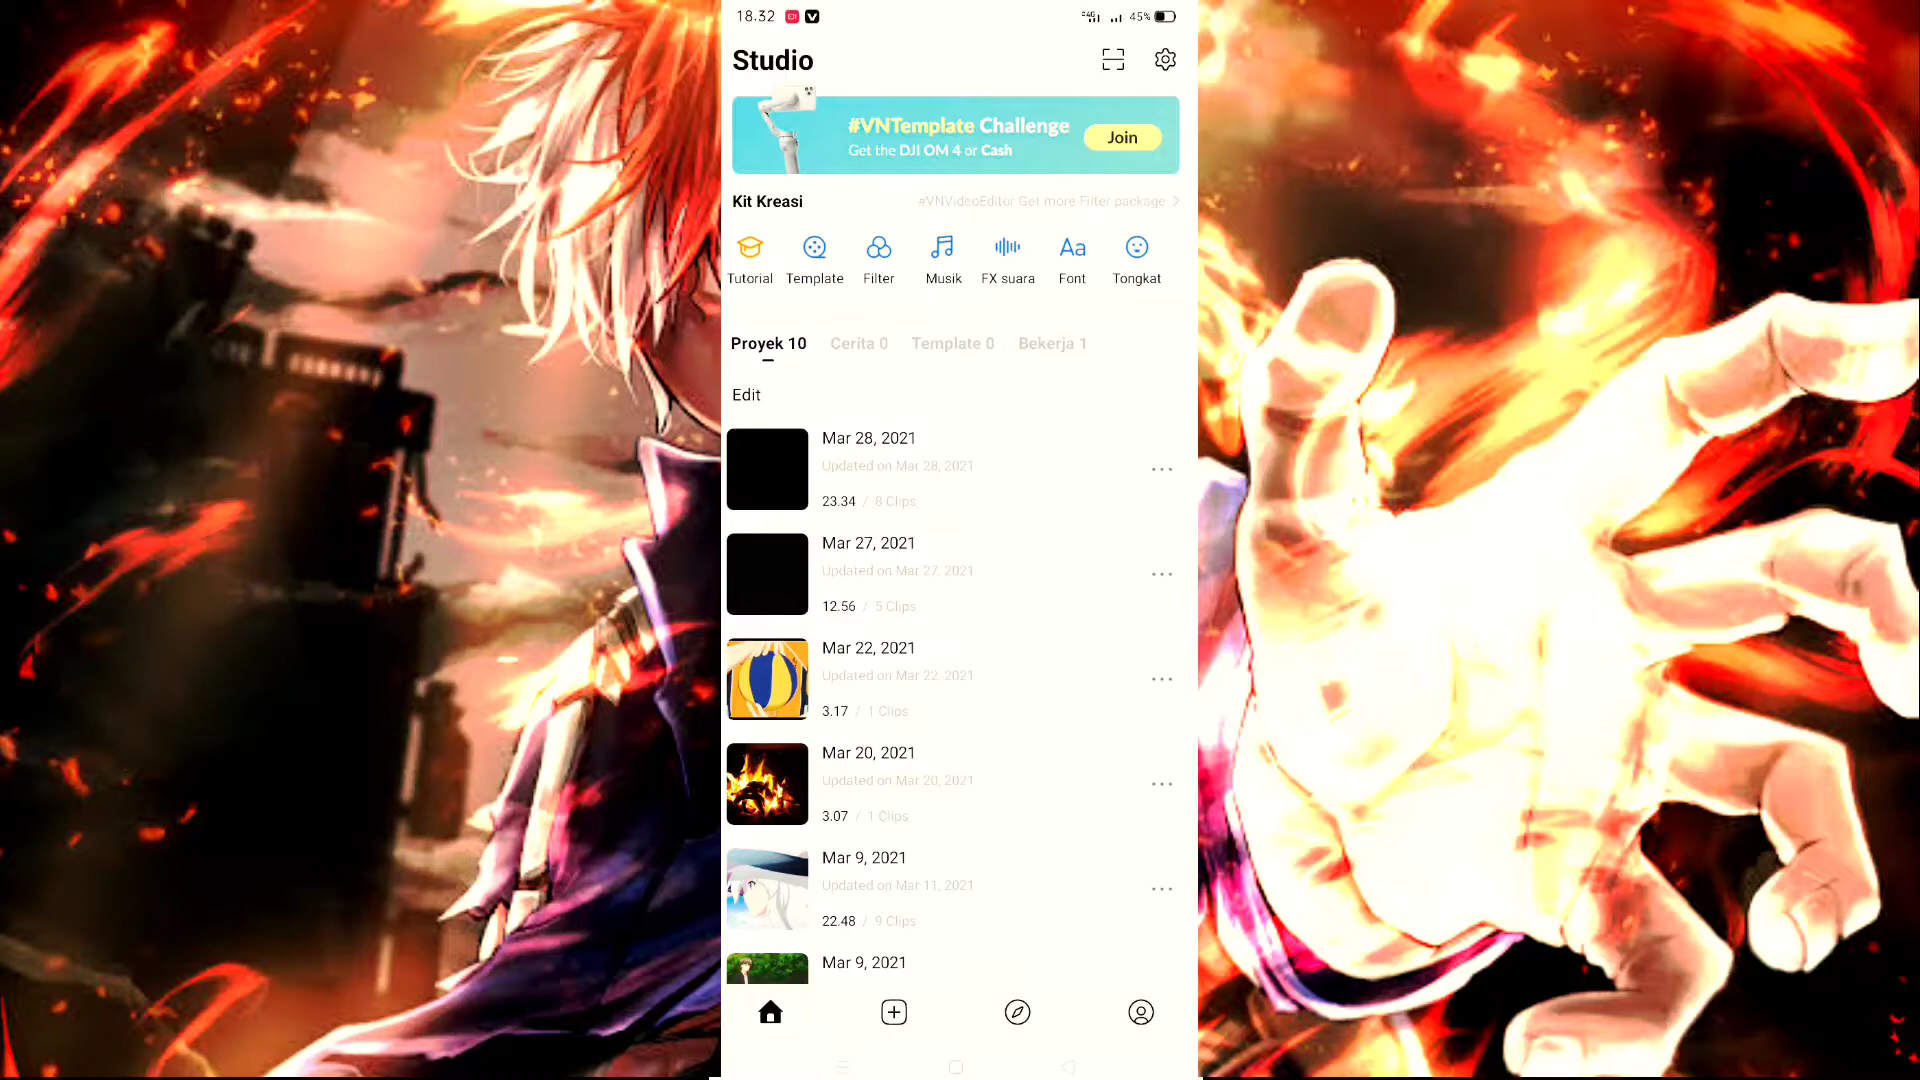 18.32 45%
Studio
#VNTemplate Challenge
Get the DJI OM 4 or Cash
Join
Kit Kreasi #VNVideoEditor Get more Filter package
Tutorial Template Filter Musik FX suara Font Tongkat
Proyek 10 Cerita 0 Template 0 Bekerja 1
Edit
Mar 28, 2021
Updated on Mar 28, 2021
23.34 / 8 Clips
Mar 27, 2021
Updated on Mar 27, 2021
12.56 / 5 Clips
Mar 22, 2021
Updated on Mar 22, 2021
3.17 / 1 Clips
Mar 20, 2021
Updated on Mar 20, 2021
3.07 / 1 Clips
Mar 9, 2021
Updated on Mar 11, 2021
22.48 / 9 Clips
Mar 9, 2021